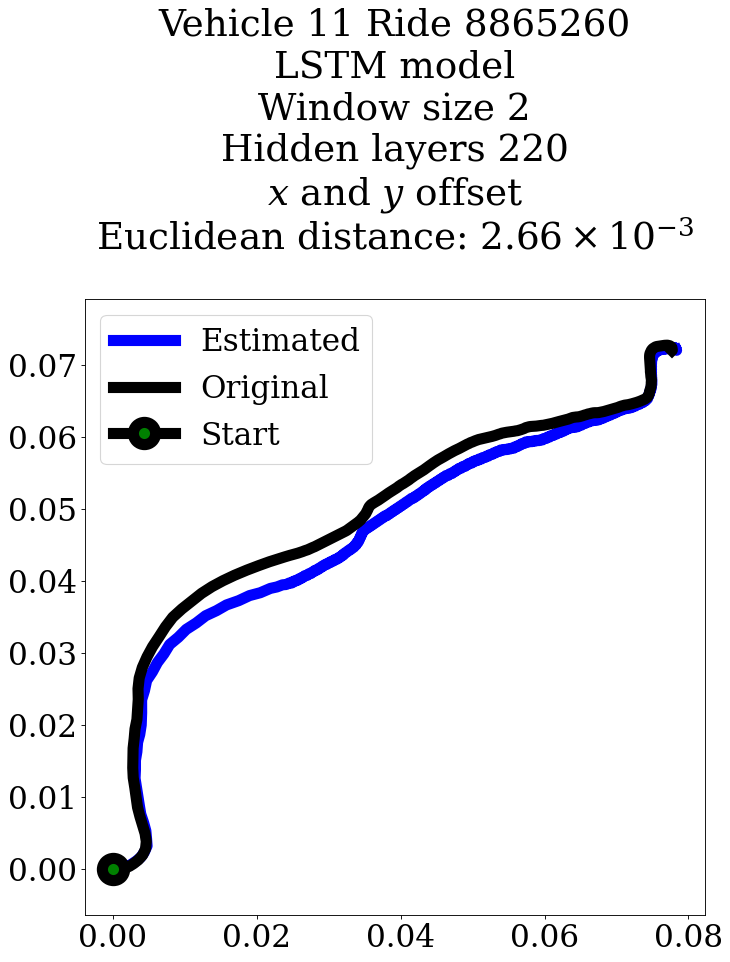 Vehicle 11 Ride 8865260
LSTM model
Window size 2
Hidden layers 220
x and y offset
Euclidean distance: 2.66 × 10⁻³
Estimated
Original
Start
0.07
0.06
0.05
0.04
0.03
0.02
0.01
0.00
0.00 0.02 0.04 0.06 0.08